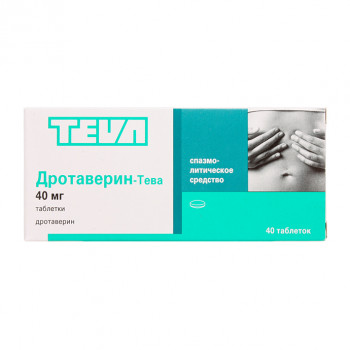 TEVA
Дротаверин-Тева
40 мг
таблетки
дротаверин
спазмо-
литическое
средство
40 таблеток